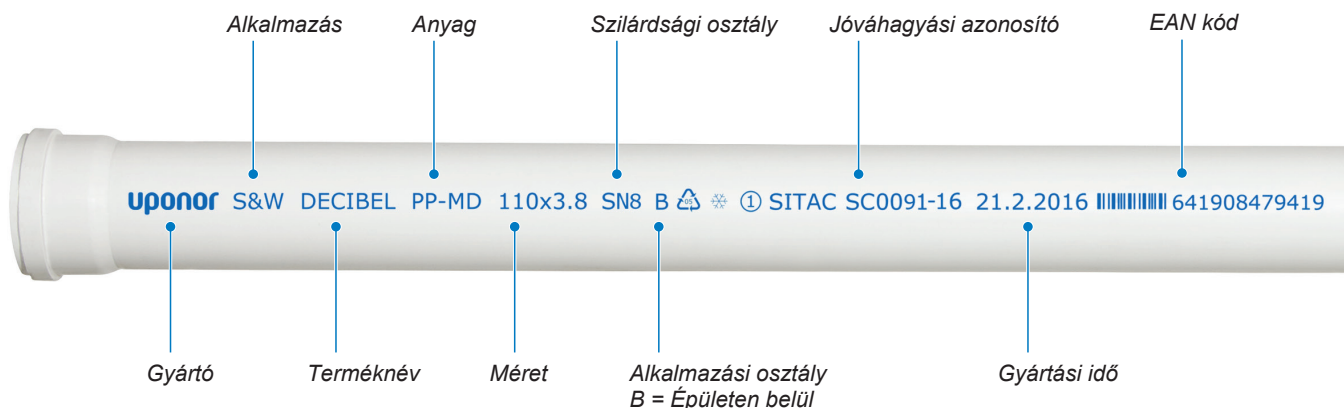 Alkalmazás Anyag Szilárdsági osztály Jóváhagyási azonosító EAN kód
uponor S&W DECIBEL PP-MD 110x3.8 SN8 B 05 1 SITAC SC0091-16 21.2.2016 641908479419
Gyártó Terméknév Méret Alkalmazási osztály Gyártási idő
B = Épületen belül